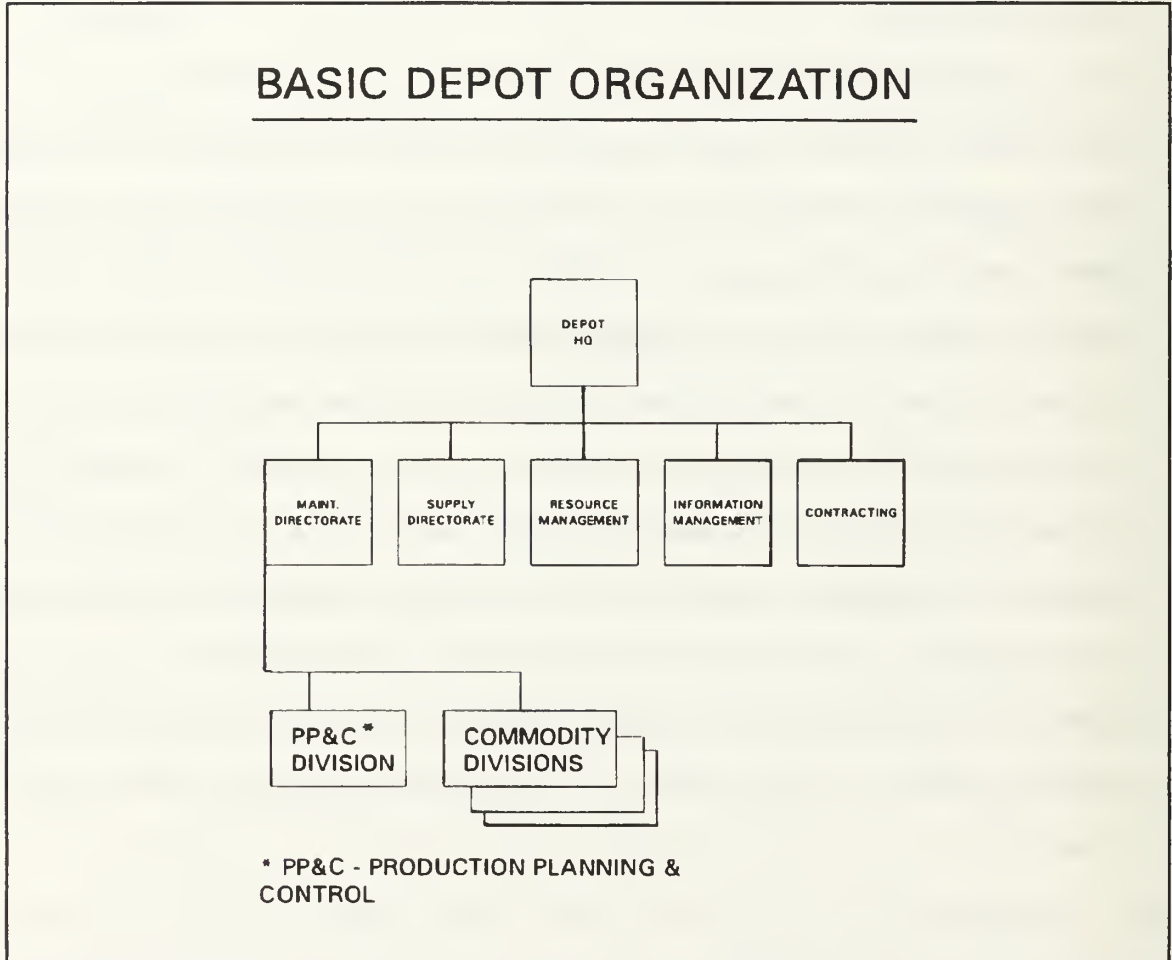 BASIC DEPOT ORGANIZATION
DEPOT
HQ
MAINT.
DIRECTORATE
SUPPLY
DIRECTORATE
RESOURCE
MANAGEMENT
INFORMATION
MANAGEMENT
CONTRACTING
PP&C*
DIVISION
COMMODITY
DIVISIONS
* PP&C - PRODUCTION PLANNING &
CONTROL